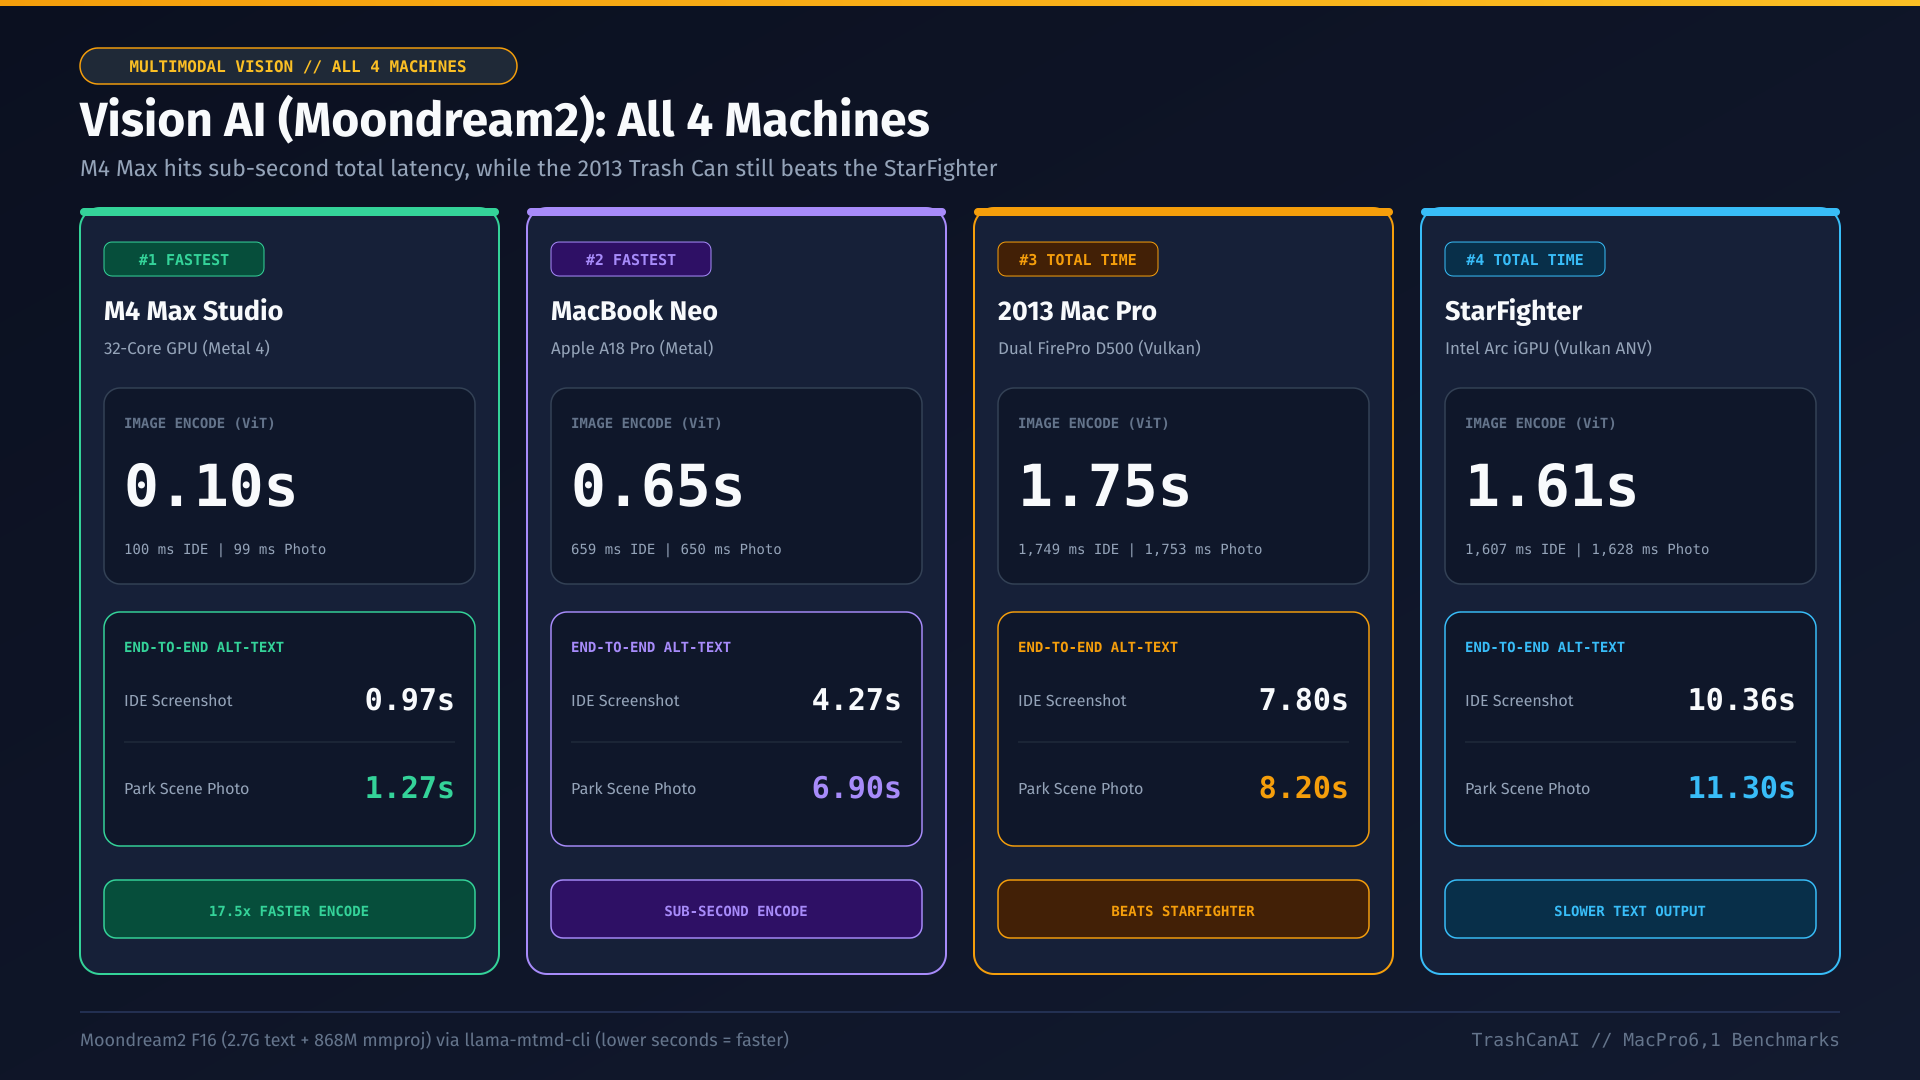 MULTIMODAL VISION // ALL 4 MACHINES
Vision AI (Moondream2): All 4 Machines
M4 Max hits sub-second total latency, while the 2013 Trash Can still beats the StarFighter
#1 FASTEST
M4 Max Studio
32-Core GPU (Metal 4)
IMAGE ENCODE (ViT)
0.10s
100 ms IDE | 99 ms Photo
END-TO-END ALT-TEXT
IDE Screenshot 0.97s
Park Scene Photo 1.27s
17.5x FASTER ENCODE
#2 FASTEST
MacBook Neo
Apple A18 Pro (Metal)
IMAGE ENCODE (ViT)
0.65s
659 ms IDE | 650 ms Photo
END-TO-END ALT-TEXT
IDE Screenshot 4.27s
Park Scene Photo 6.90s
SUB-SECOND ENCODE
#3 TOTAL TIME
2013 Mac Pro
Dual FirePro D500 (Vulkan)
IMAGE ENCODE (ViT)
1.75s
1,749 ms IDE | 1,753 ms Photo
END-TO-END ALT-TEXT
IDE Screenshot 7.80s
Park Scene Photo 8.20s
BEATS STARFIGHTER
#4 TOTAL TIME
StarFighter
Intel Arc iGPU (Vulkan ANV)
IMAGE ENCODE (ViT)
1.61s
1,607 ms IDE | 1,628 ms Photo
END-TO-END ALT-TEXT
IDE Screenshot 10.36s
Park Scene Photo 11.30s
SLOWER TEXT OUTPUT
Moondream2 F16 (2.7G text + 868M mmproj) via llama-mtmd-cli (lower seconds = faster)
TrashCanAI // MacPro6,1 Benchmarks